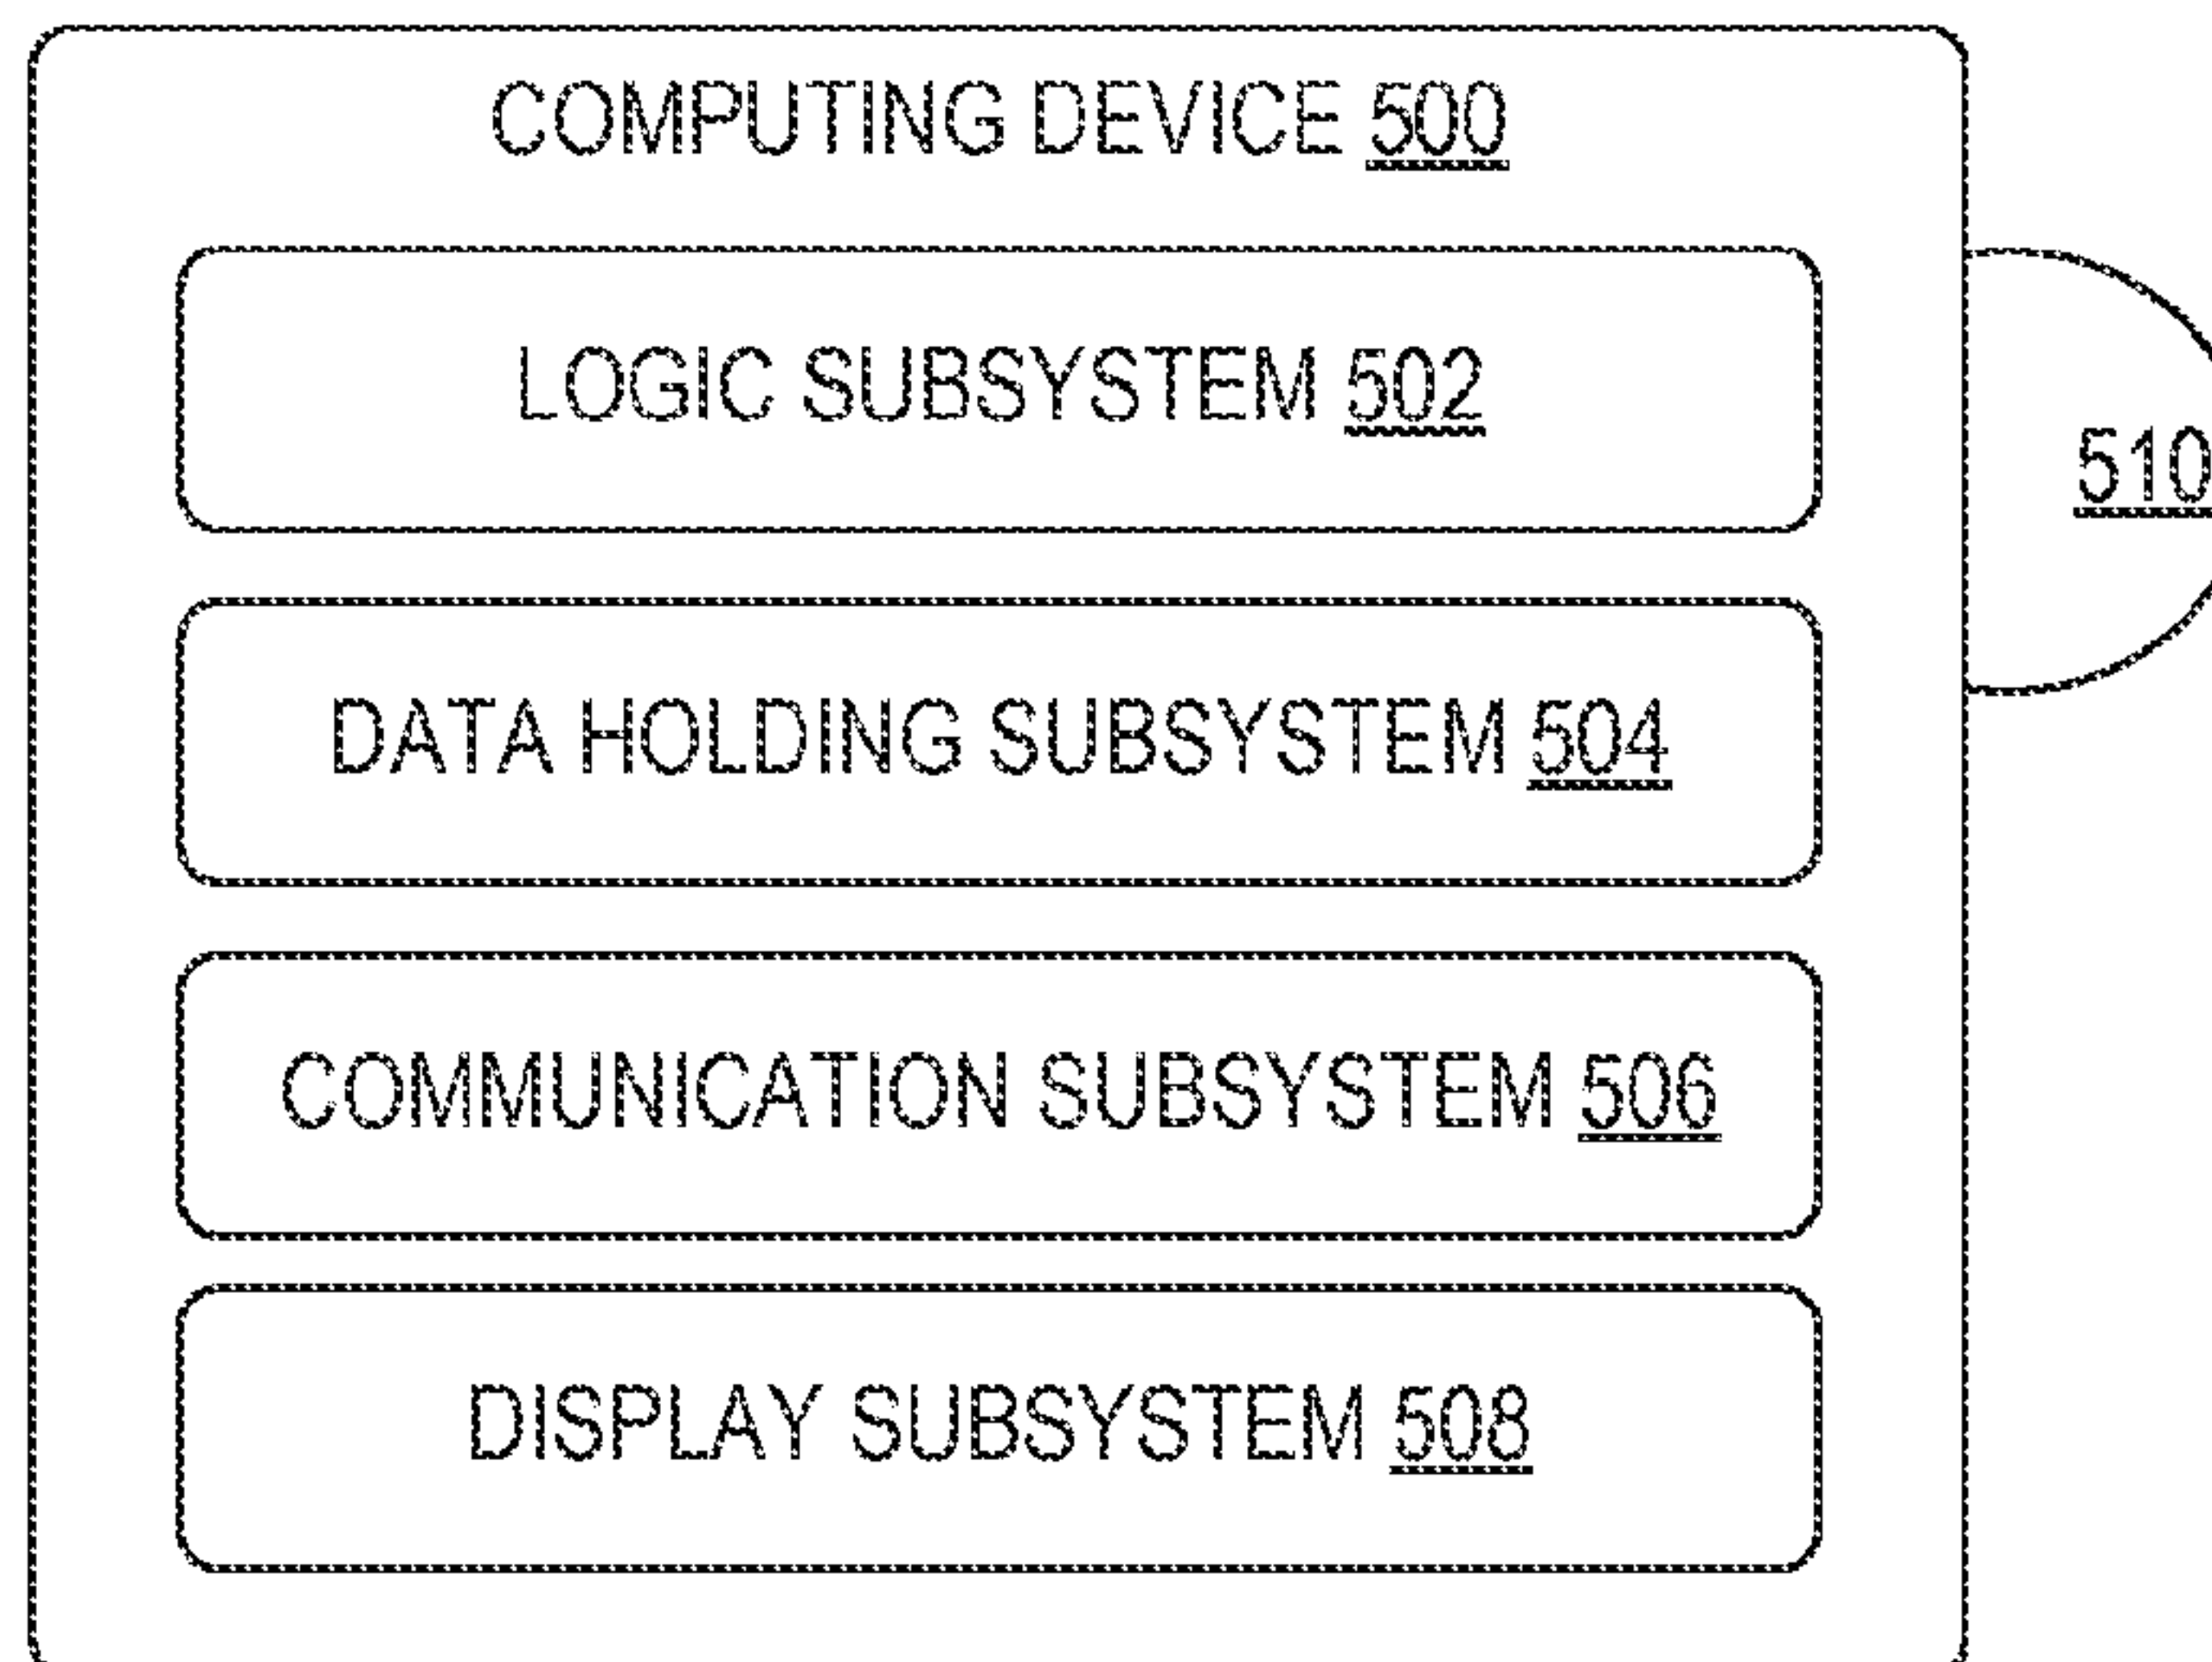 COMPUTING DEVICE 500
LOGIC SUBSYSTEM 502
510
DATA HOLDING SUBSYSTEM 504
COMMUNICATION SUBSYSTEM 506
DISPLAY SUBSYSTEM 508